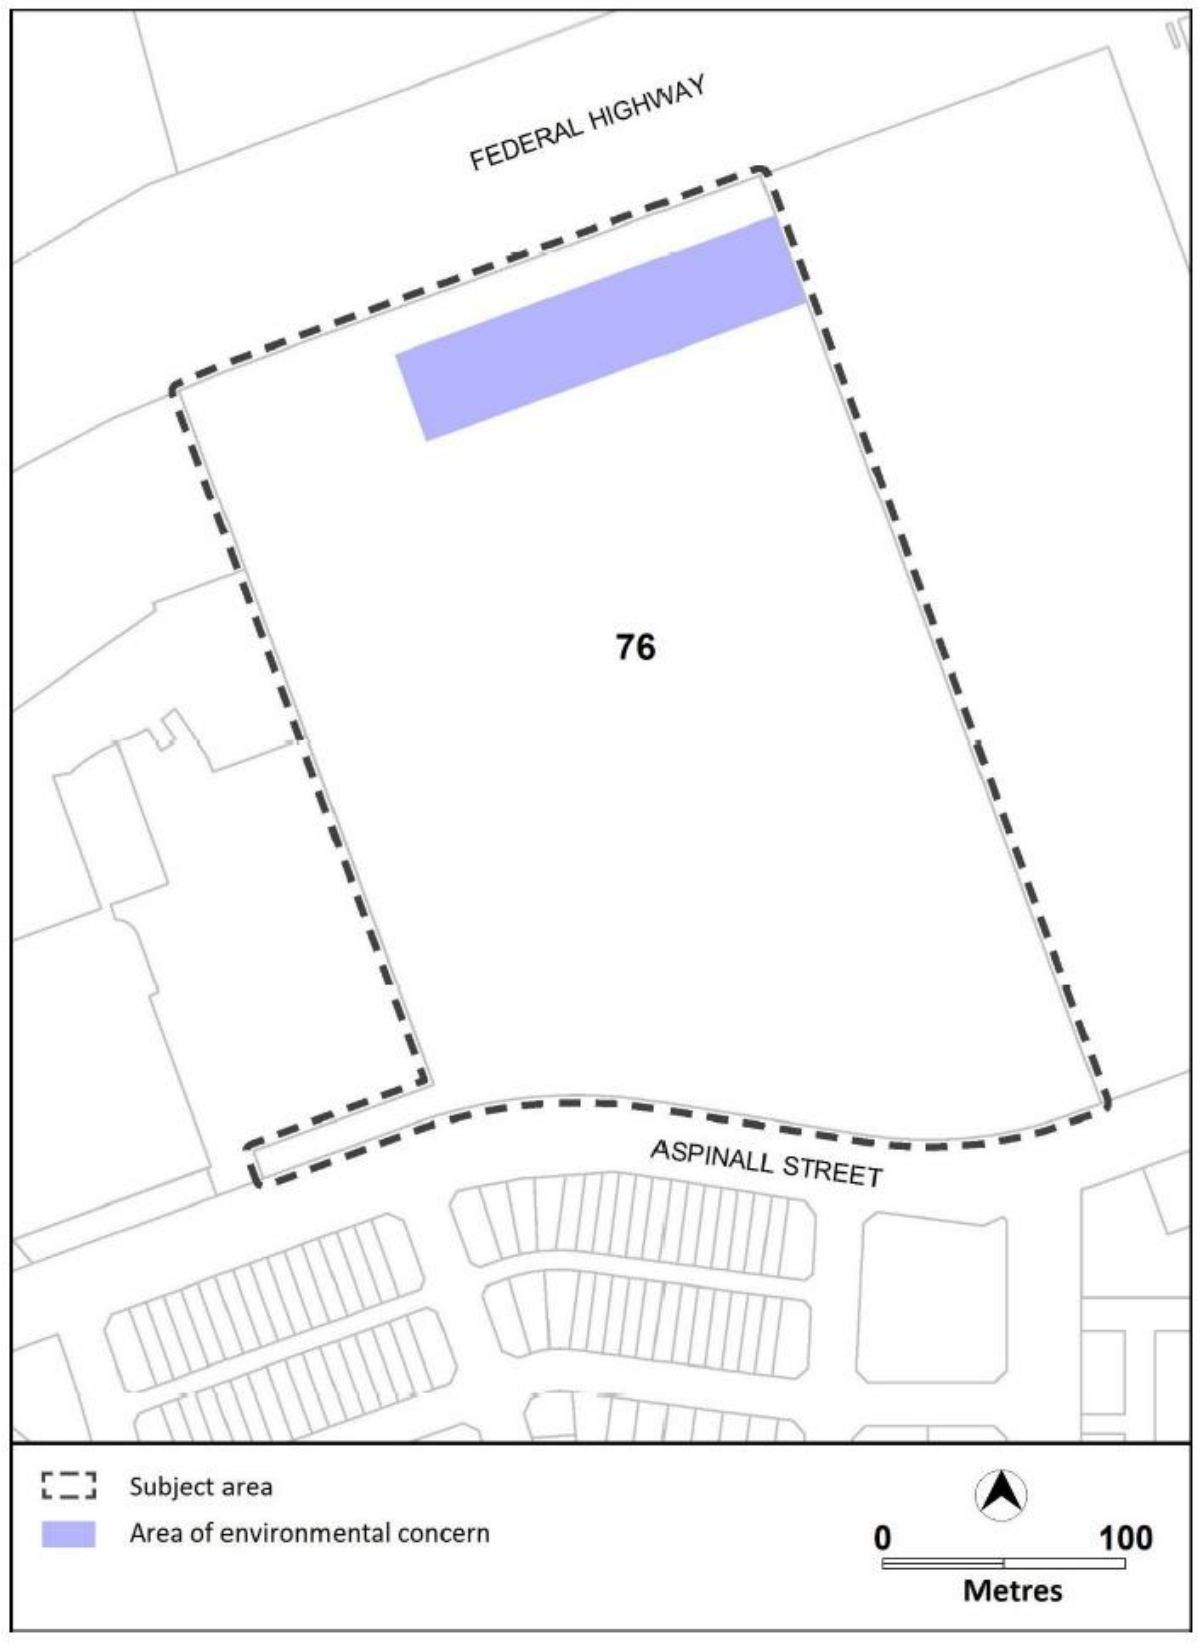 FEDERAL HIGHWAY
76
ASPINALL STREET
Subject area
Area of environmental concern
0 100
Metres